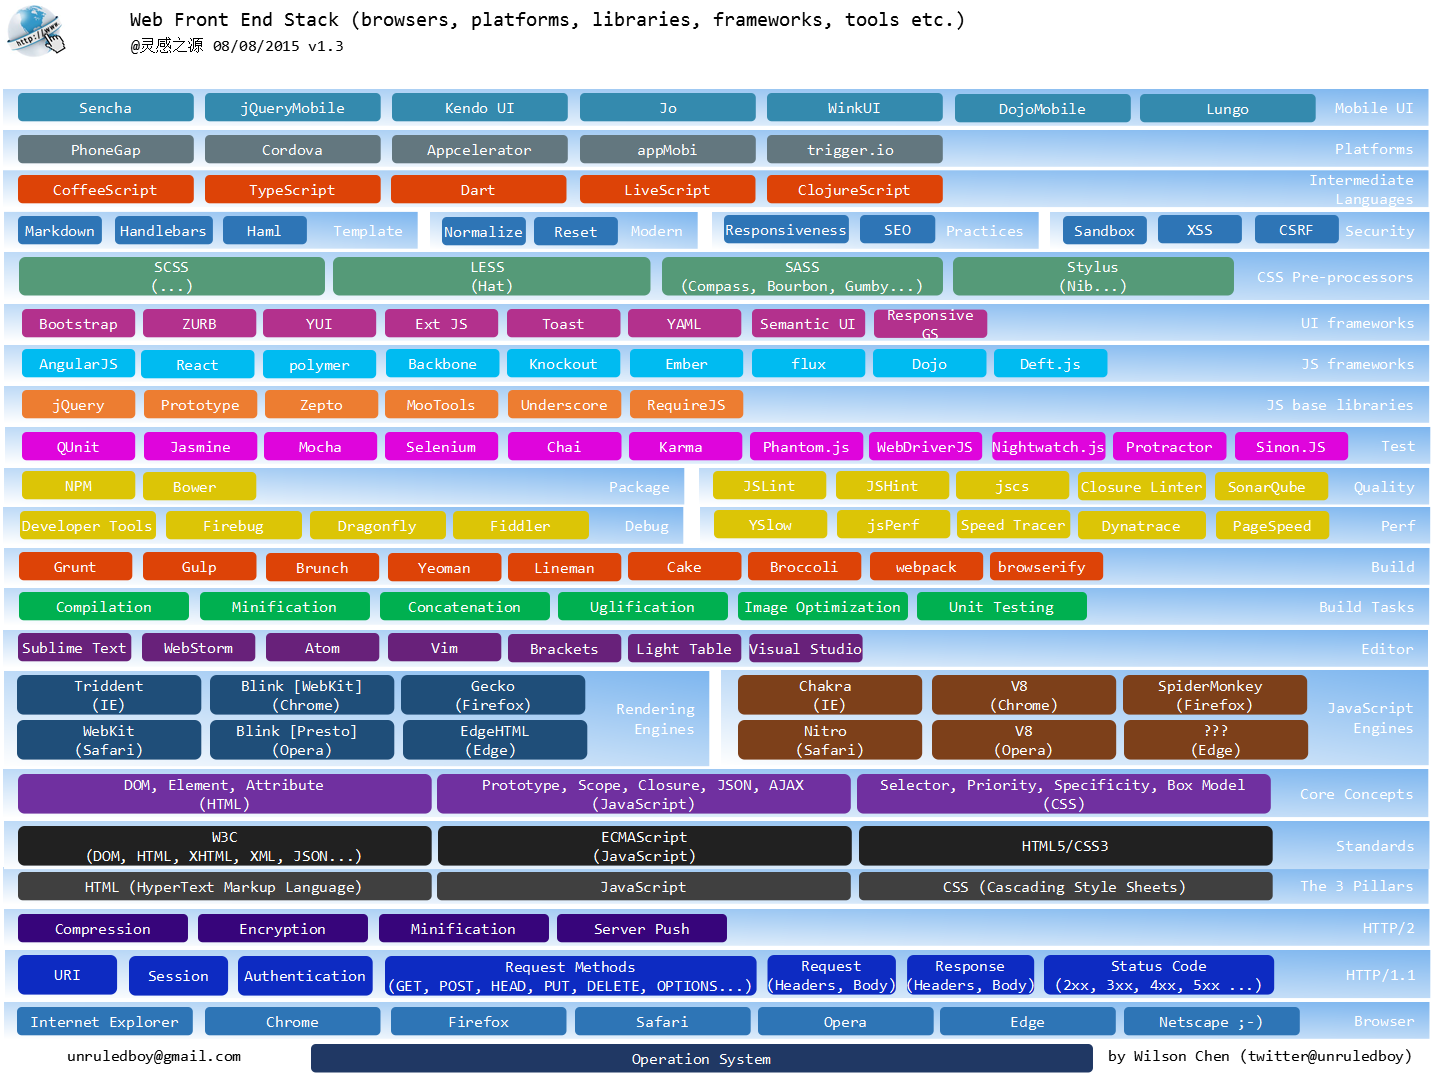 http://www
Web Front End Stack (browsers, platforms, libraries, frameworks, tools etc.)
@灵感之源 08/08/2015 v1.3
Sencha jQueryMobile Kendo UI Jo WinkUI DojoMobile Lungo Mobile UI
PhoneGap Cordova Appcelerator appMobi trigger.io Platforms
CoffeeScript TypeScript Dart LiveScript ClojureScript Intermediate
Languages
Markdown Handlebars Haml Template Normalize Reset Modern Responsiveness SEO Practices Sandbox XSS CSRF Security
SCSS LESS SASS Stylus CSS Pre-processors
(...) (Hat) (Compass, Bourbon, Gumby...) (Nib...)
Bootstrap ZURB YUI Ext JS Toast YAML Semantic UI Responsive UI frameworks
GS
AngularJS React polymer Backbone Knockout Ember flux Dojo Deft.js JS frameworks
jQuery Prototype Zepto MooTools Underscore RequireJS JS base libraries
QUnit Jasmine Mocha Selenium Chai Karma Phantom.js WebDriverJS Nightwatch.js Protractor Sinon.JS Test
NPM Bower Package JSLint JSHint jscs Closure Linter SonarQube Quality
Developer Tools Firebug Dragonfly Fiddler Debug YSlow jsPerf Speed Tracer Dynatrace PageSpeed Perf
Grunt Gulp Brunch Yeoman Lineman Cake Broccoli webpack browserify Build
Compilation Minification Concatenation Uglification Image Optimization Unit Testing Build Tasks
Sublime Text WebStorm Atom Vim Brackets Light Table Visual Studio Editor
Triddent Blink [WebKit] Gecko Chakra V8 SpiderMonkey
(IE) (Chrome) (Firefox) Rendering (IE) (Chrome) (Firefox) JavaScript
WebKit Blink [Presto] EdgeHTML Engines Nitro V8 ??? Engines
(Safari) (Opera) (Edge) (Safari) (Opera) (Edge)
DOM, Element, Attribute Prototype, Scope, Closure, JSON, AJAX Selector, Priority, Specificity, Box Model Core Concepts
(HTML) (JavaScript) (CSS)
W3C ECMAScript HTML5/CSS3 Standards
(DOM, HTML, XHTML, XML, JSON...) (JavaScript)
HTML (HyperText Markup Language) JavaScript CSS (Cascading Style Sheets) The 3 Pillars
Compression Encryption Minification Server Push HTTP/2
URI Session Authentication Request Methods Request Response Status Code HTTP/1.1
(GET, POST, HEAD, PUT, DELETE, OPTIONS...) (Headers, Body) (Headers, Body) (2xx, 3xx, 4xx, 5xx ...)
Internet Explorer Chrome Firefox Safari Opera Edge Netscape ;-) Browser
unruledboy@gmail.com Operation System by Wilson Chen (twitter@unruledboy)